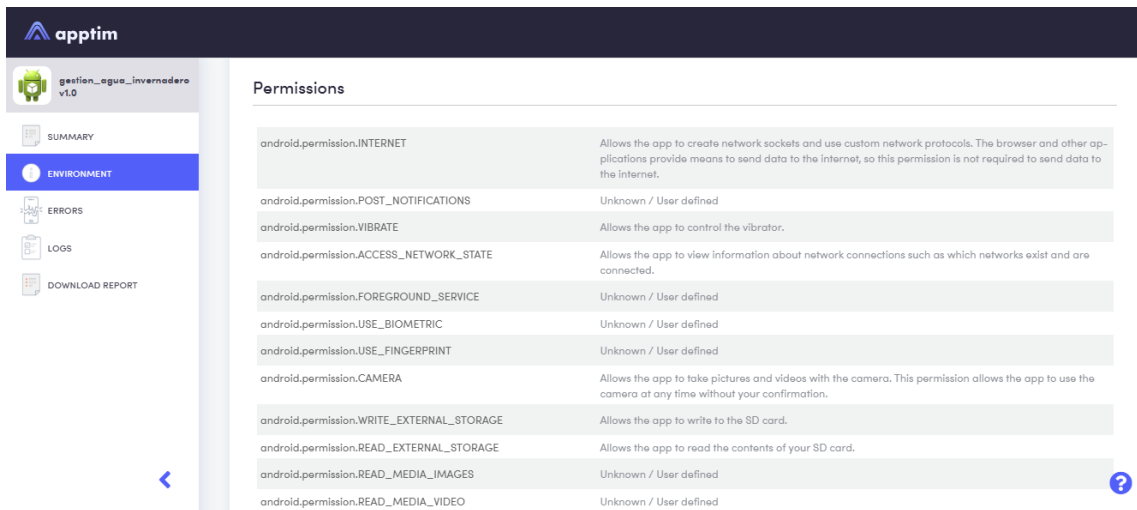 apptim
gestion_agua_invernadero
v1.0
SUMMARY
ENVIRONMENT
ERRORS
LOGS
DOWNLOAD REPORT
Permissions
android.permission.INTERNET
Allows the app to create network sockets and use custom network protocols. The browser and other ap-
plications provide means to send data to the internet, so this permission is not required to send data to
the internet.
android.permission.POST_NOTIFICATIONS
Unknown / User defined
android.permission.VIBRATE
Allows the app to control the vibrator.
android.permission.ACCESS_NETWORK_STATE
Allows the app to view information about network connections such as which networks exist and are
connected.
android.permission.FOREGROUND_SERVICE
Unknown / User defined
android.permission.USE_BIOMETRIC
Unknown / User defined
android.permission.USE_FINGERPRINT
Unknown / User defined
android.permission.CAMERA
Allows the app to take pictures and videos with the camera. This permission allows the app to use the
camera at any time without your confirmation.
android.permission.WRITE_EXTERNAL_STORAGE
Allows the app to write to the SD card.
android.permission.READ_EXTERNAL_STORAGE
Allows the app to read the contents of your SD card.
android.permission.READ_MEDIA_IMAGES
Unknown / User defined
android.permission.READ_MEDIA_VIDEO
Unknown / User defined
?